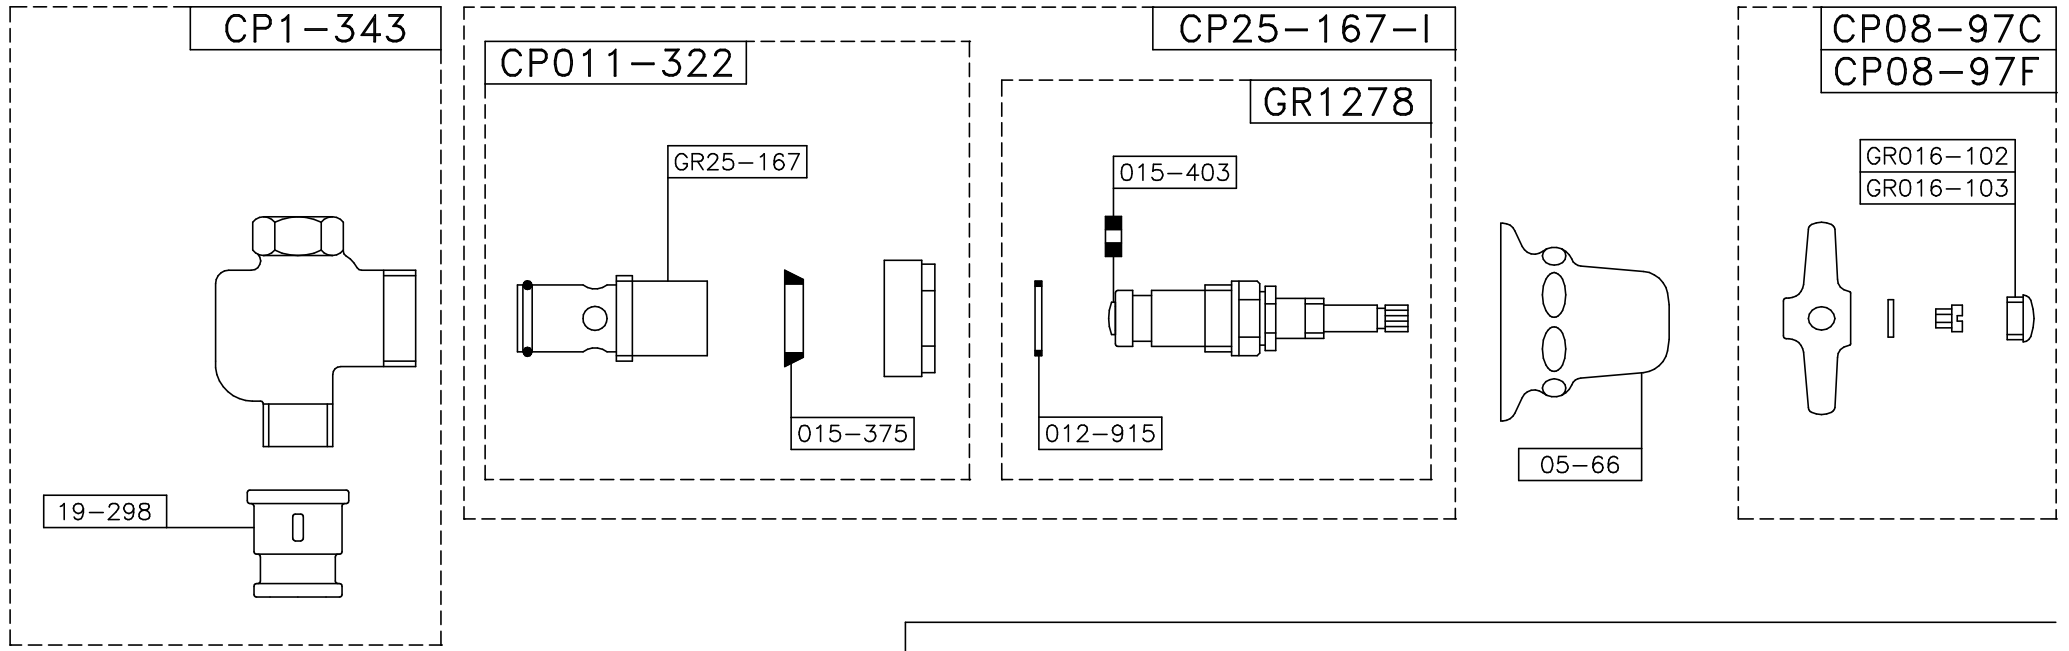 CP1-343
CP25-167-I
CP08-97C
CP08-97F
CP011-322
GR1278
GR25-167
015-403
GR016-102
GR016-103
015-375
012-915
05-66
19-298